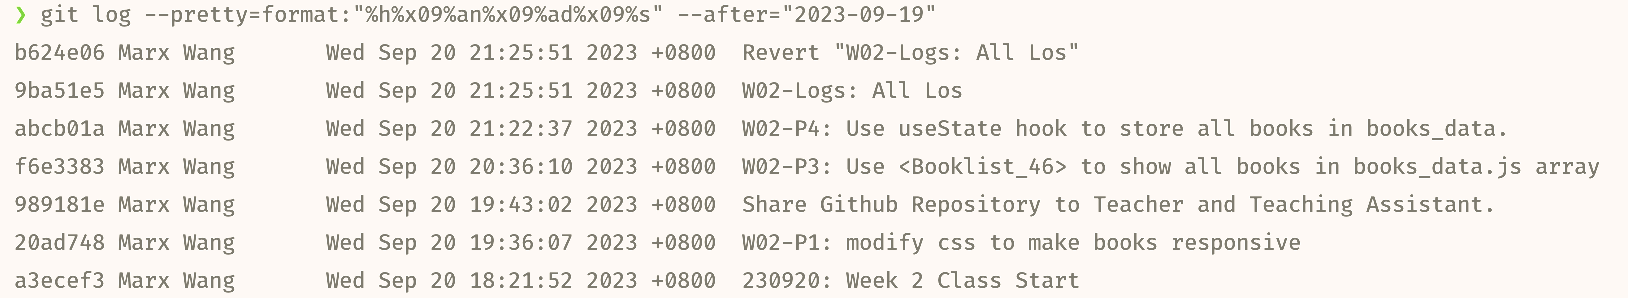 ❯ git log --pretty=format:"%h%x09%an%x09%ad%x09%s" --after="2023-09-19"
b624e06 Marx Wang       Wed Sep 20 21:25:51 2023 +0800  Revert "W02-Logs: All Los"
9ba51e5 Marx Wang       Wed Sep 20 21:25:51 2023 +0800  W02-Logs: All Los
abcb01a Marx Wang       Wed Sep 20 21:22:37 2023 +0800  W02-P4: Use useState hook to store all books in books_data.
f6e3383 Marx Wang       Wed Sep 20 20:36:10 2023 +0800  W02-P3: Use <Booklist_46> to show all books in books_data.js array
989181e Marx Wang       Wed Sep 20 19:43:02 2023 +0800  Share Github Repository to Teacher and Teaching Assistant.
20ad748 Marx Wang       Wed Sep 20 19:36:07 2023 +0800  W02-P1: modify css to make books responsive
a3ecef3 Marx Wang       Wed Sep 20 18:21:52 2023 +0800  230920: Week 2 Class Start